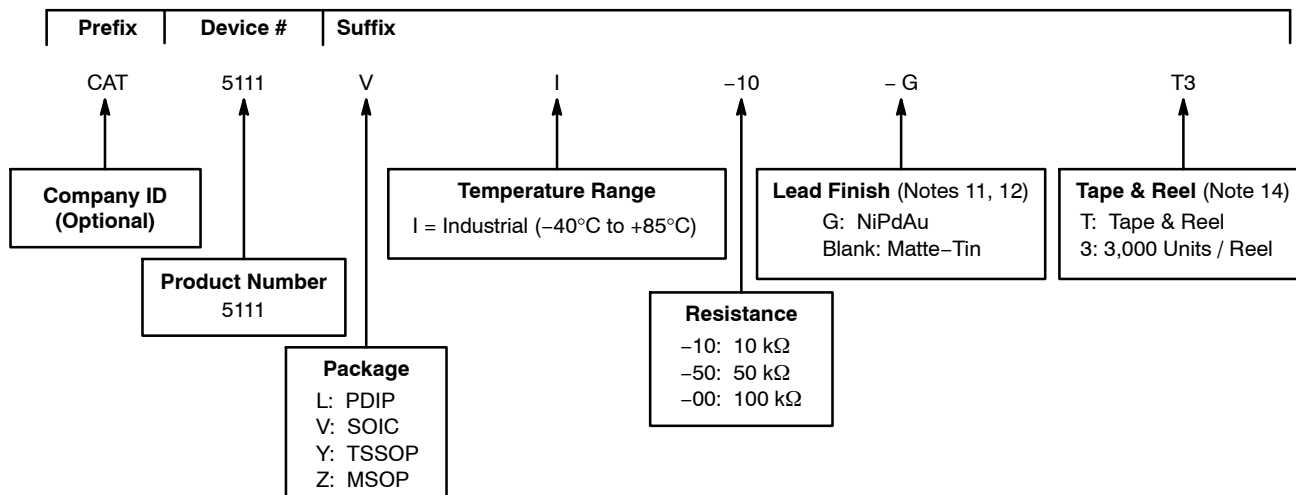 Prefix Device # Suffix
CAT 5111 V I –10 – G T3
Company ID
(Optional)
Product Number
5111
Package
L: PDIP
V: SOIC
Y: TSSOP
Z: MSOP
Temperature Range
I = Industrial (–40°C to +85°C)
Resistance
–10: 10 kΩ
–50: 50 kΩ
–00: 100 kΩ
Lead Finish (Notes 11, 12)
G: NiPdAu
Blank: Matte–Tin
Tape & Reel (Note 14)
T: Tape & Reel
3: 3,000 Units / Reel